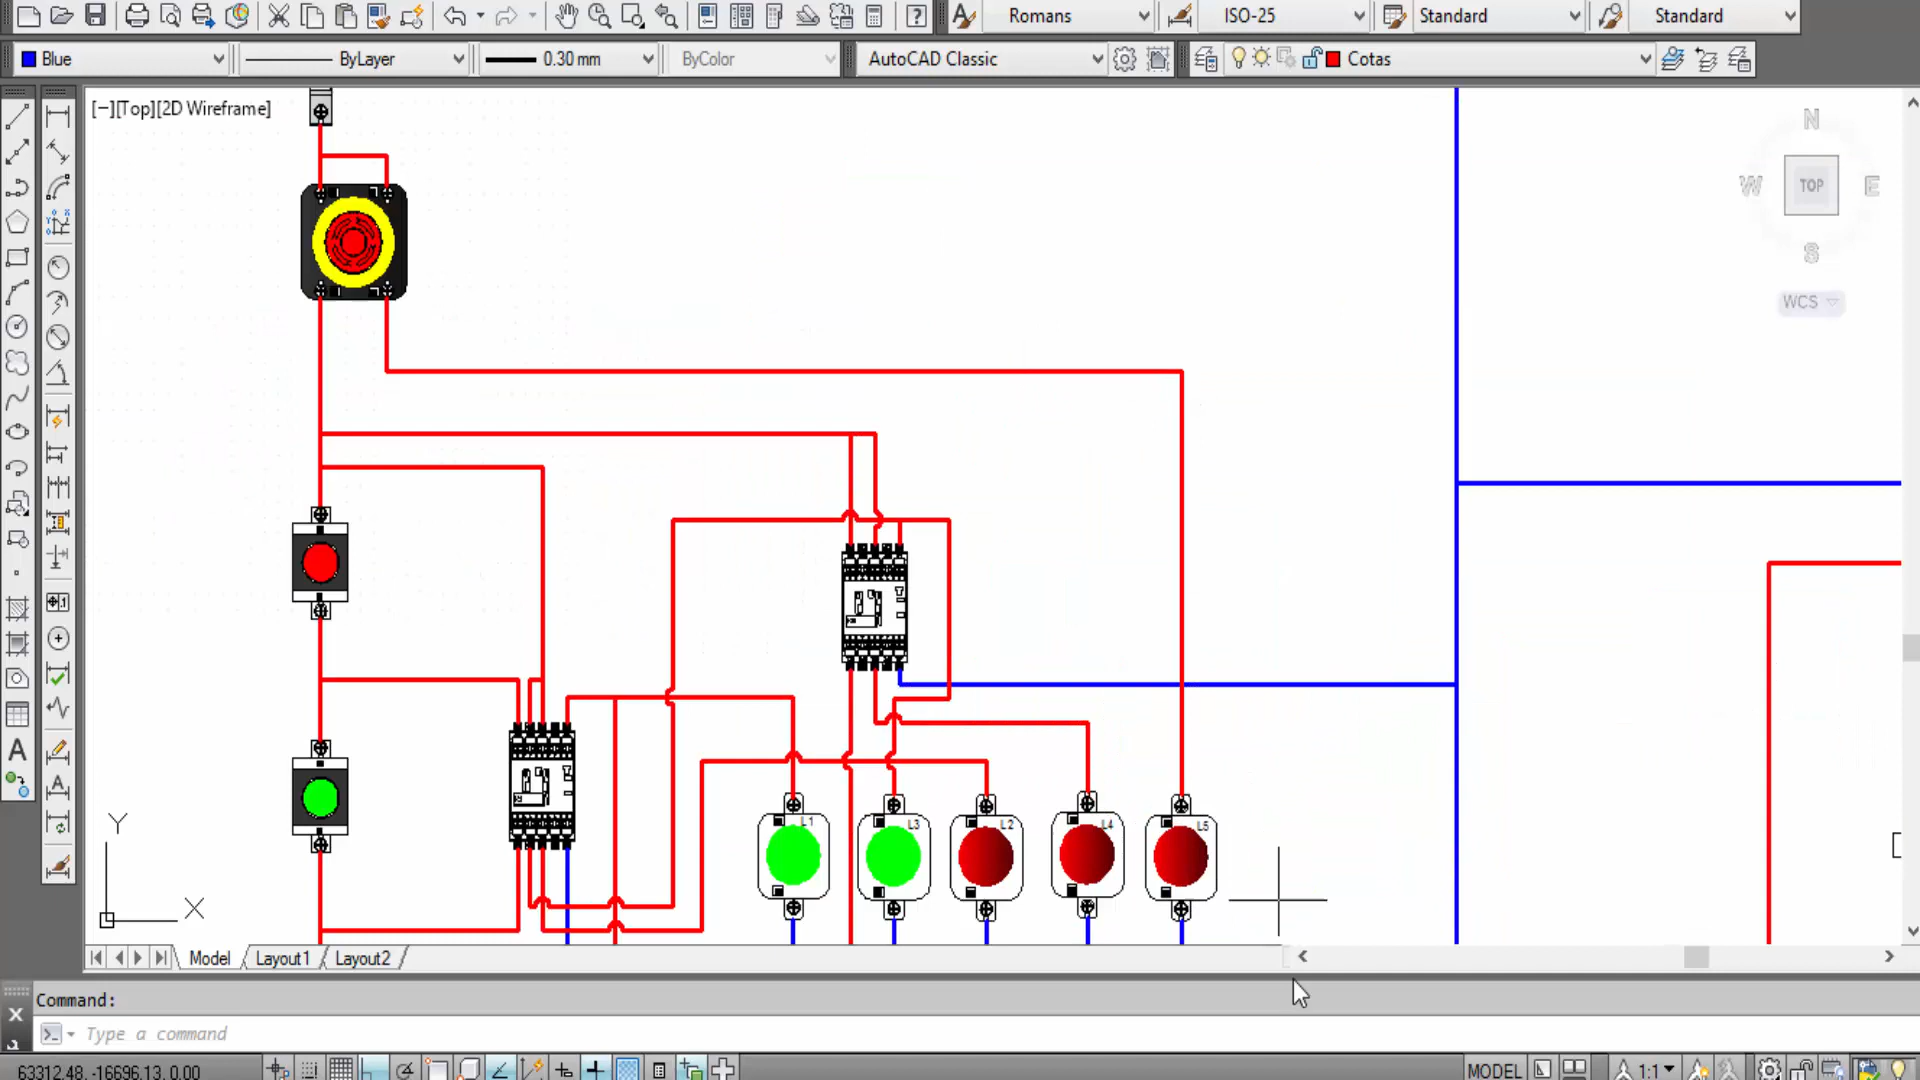 Romans
ISO-25
Standard
Standard
Blue
ByLayer
0.30 mm
ByColor
AutoCAD Classic
Cotas
[−][Top][2D Wireframe]
N
W
TOP
E
S
WCS
L1
L3
L2
L4
L5
Y
X
Model
Layout1
Layout2
Command:
Type a command
63312.48, -16696.13, 0.00
MODEL
1:1